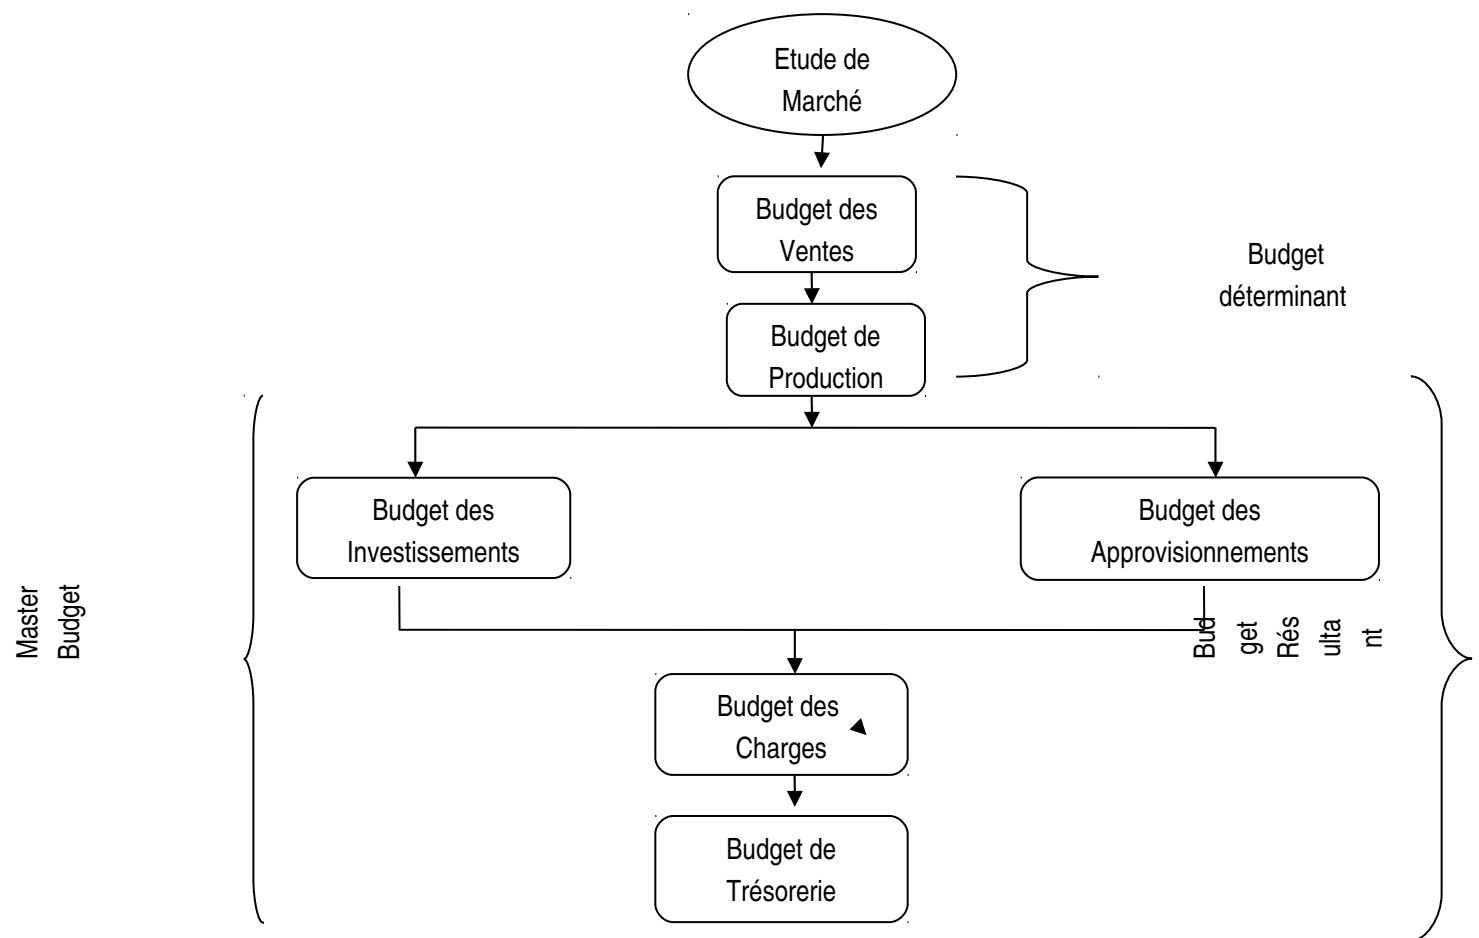 Etude de
Marché
Budget des
Ventes
Budget
déterminant
Budget de
Production
Budget des
Investissements
Budget des
Approvisionnements
Master
Budget
Bud
get
Rés
ulta
nt
Budget des
Charges
Budget de
Trésorerie